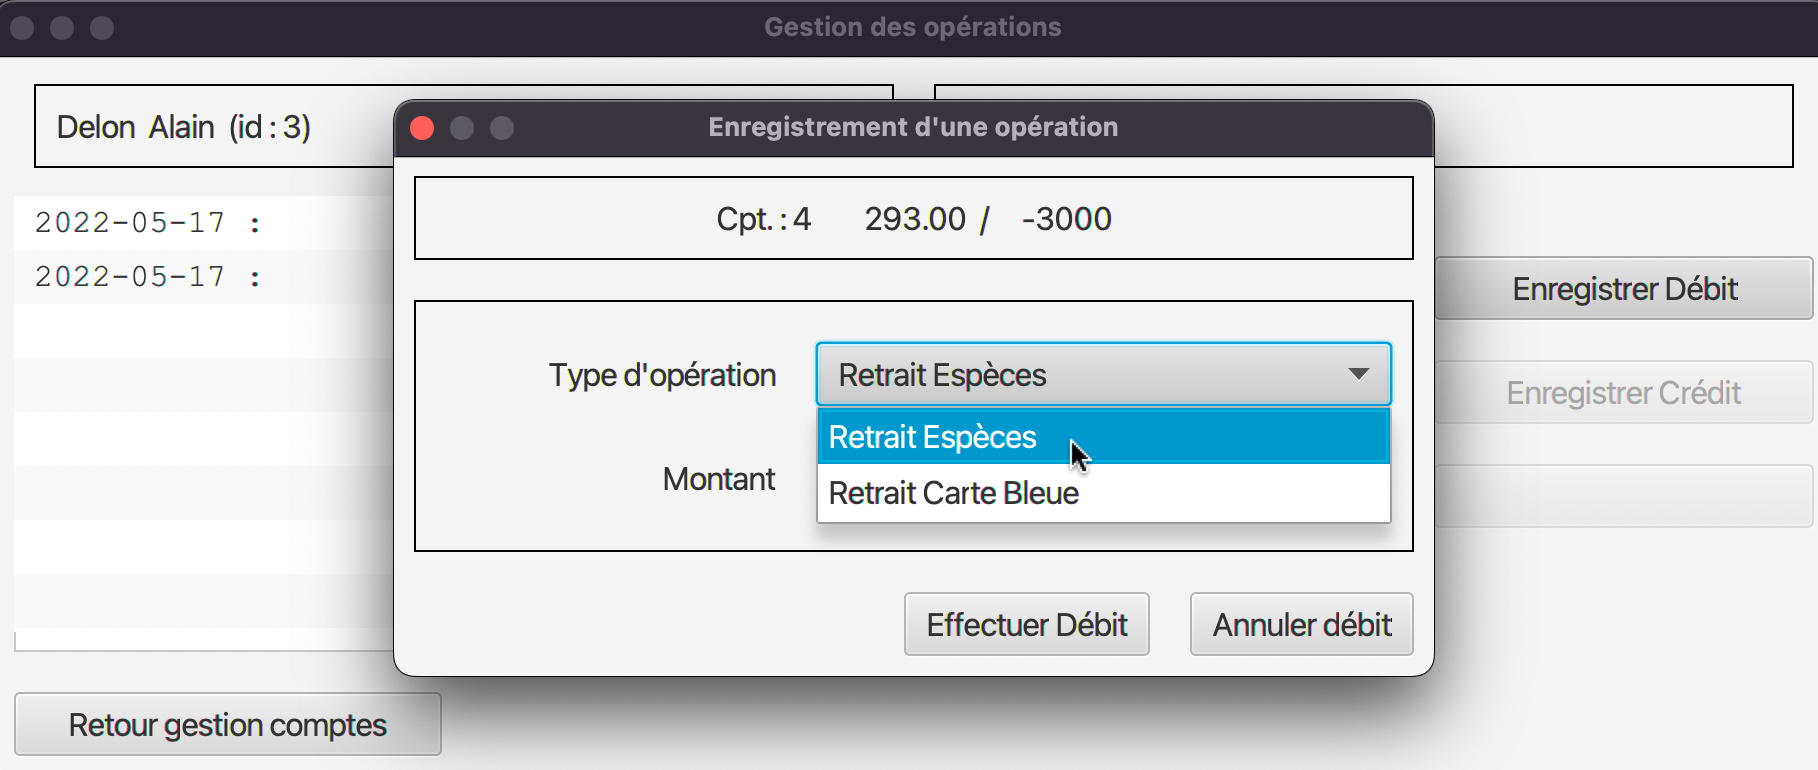 Gestion des opérations
Delon Alain (id : 3)
2022-05-17 :
2022-05-17 :
Enregistrement d'une opération
Cpt. : 4 293.00 / -3000
Type d'opération
Retrait Espèces
Retrait Espèces
Retrait Carte Bleue
Montant
Effectuer Débit
Annuler débit
Enregistrer Débit
Enregistrer Crédit
Retour gestion comptes